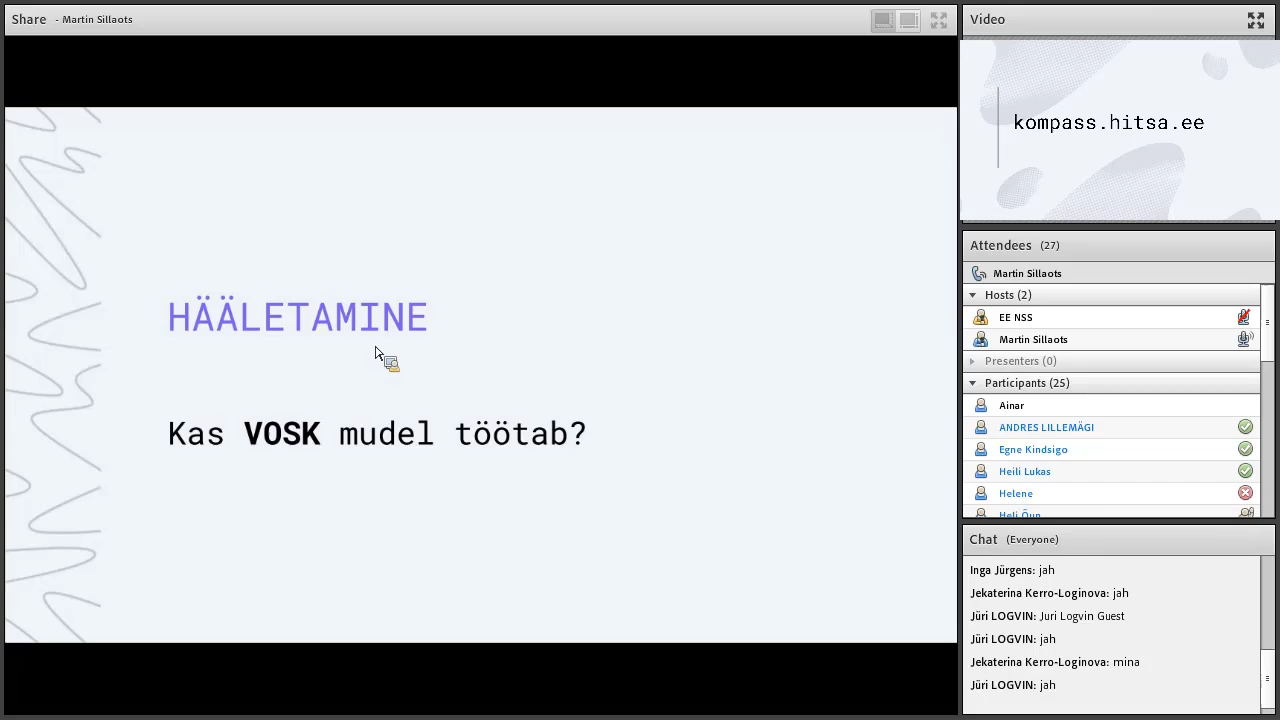 Share - Martin Sillaots
HÄÄLETAMINE
Kas VOSK mudel töötab?
Video
kompass.hitsa.ee
Attendees (27)
Martin Sillaots
Hosts (2)
EE NSS
Martin Sillaots
Presenters (0)
Participants (25)
Ainar
ANDRES LILLEMÄGI
Egne Kindsigo
Heili Lukas
Helene
Heli Õun
Chat (Everyone)
Inga Jürgens: jah
Jekaterina Kerro-Loginova: jah
Jüri LOGVIN: Juri Logvin Guest
Jüri LOGVIN: jah
Jekaterina Kerro-Loginova: mina
Jüri LOGVIN: jah